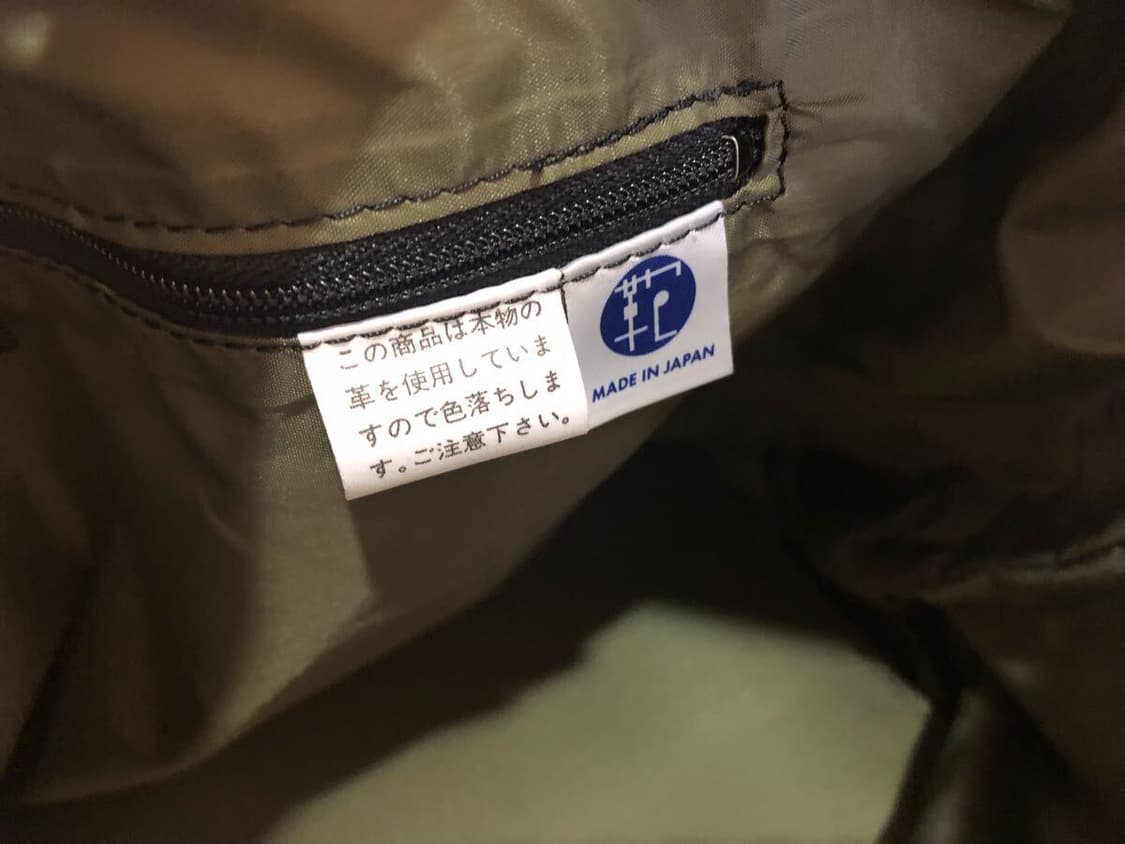 この商品は本物の
革を使用していま
すので色落ちしま
す。ご注意下さい。
MADE IN JAPAN